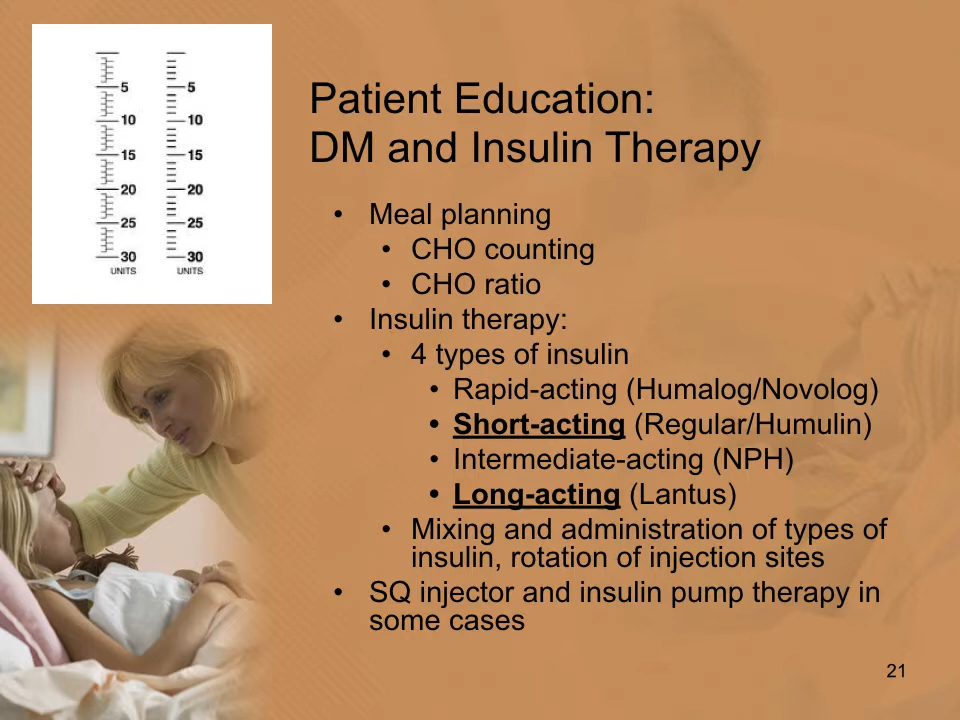 5 5
10 10
15 15
20 20
25 25
30 30
UNITS UNITS
Patient Education:
DM and Insulin Therapy
• Meal planning
• CHO counting
• CHO ratio
• Insulin therapy:
• 4 types of insulin
• Rapid-acting (Humalog/Novolog)
• Short-acting (Regular/Humulin)
• Intermediate-acting (NPH)
• Long-acting (Lantus)
• Mixing and administration of types of
insulin, rotation of injection sites
• SQ injector and insulin pump therapy in
some cases
21